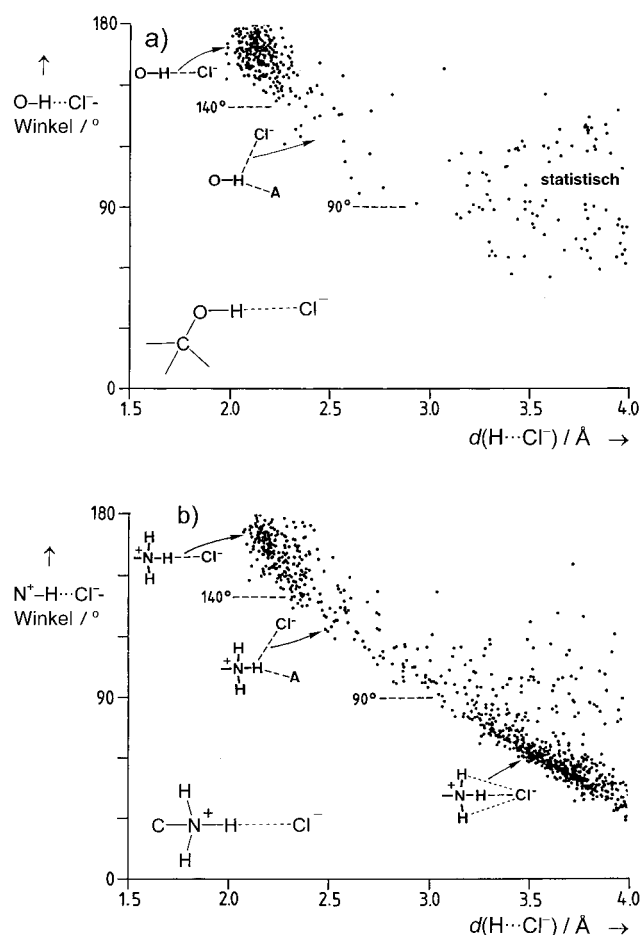 180
a)
O–H----Cl⁻
↑
O–H···Cl⁻-
Winkel / °
140°
Cl⁻
O–H
A
statistisch
90
90°
O–H
Cl⁻
C
0
1.5 2.0 2.5 3.0 3.5 4.0
d(H···Cl⁻) / Å →
180
b)
H
+
–N–H----Cl⁻
H
↑
N⁺–H···Cl⁻-
Winkel / °
140°
Cl⁻
H
+
–N–H
H
A
90
90°
H
+
–N–H----Cl⁻
H
H
+
C–N–H
Cl⁻
H
0
1.5 2.0 2.5 3.0 3.5 4.0
d(H···Cl⁻) / Å →